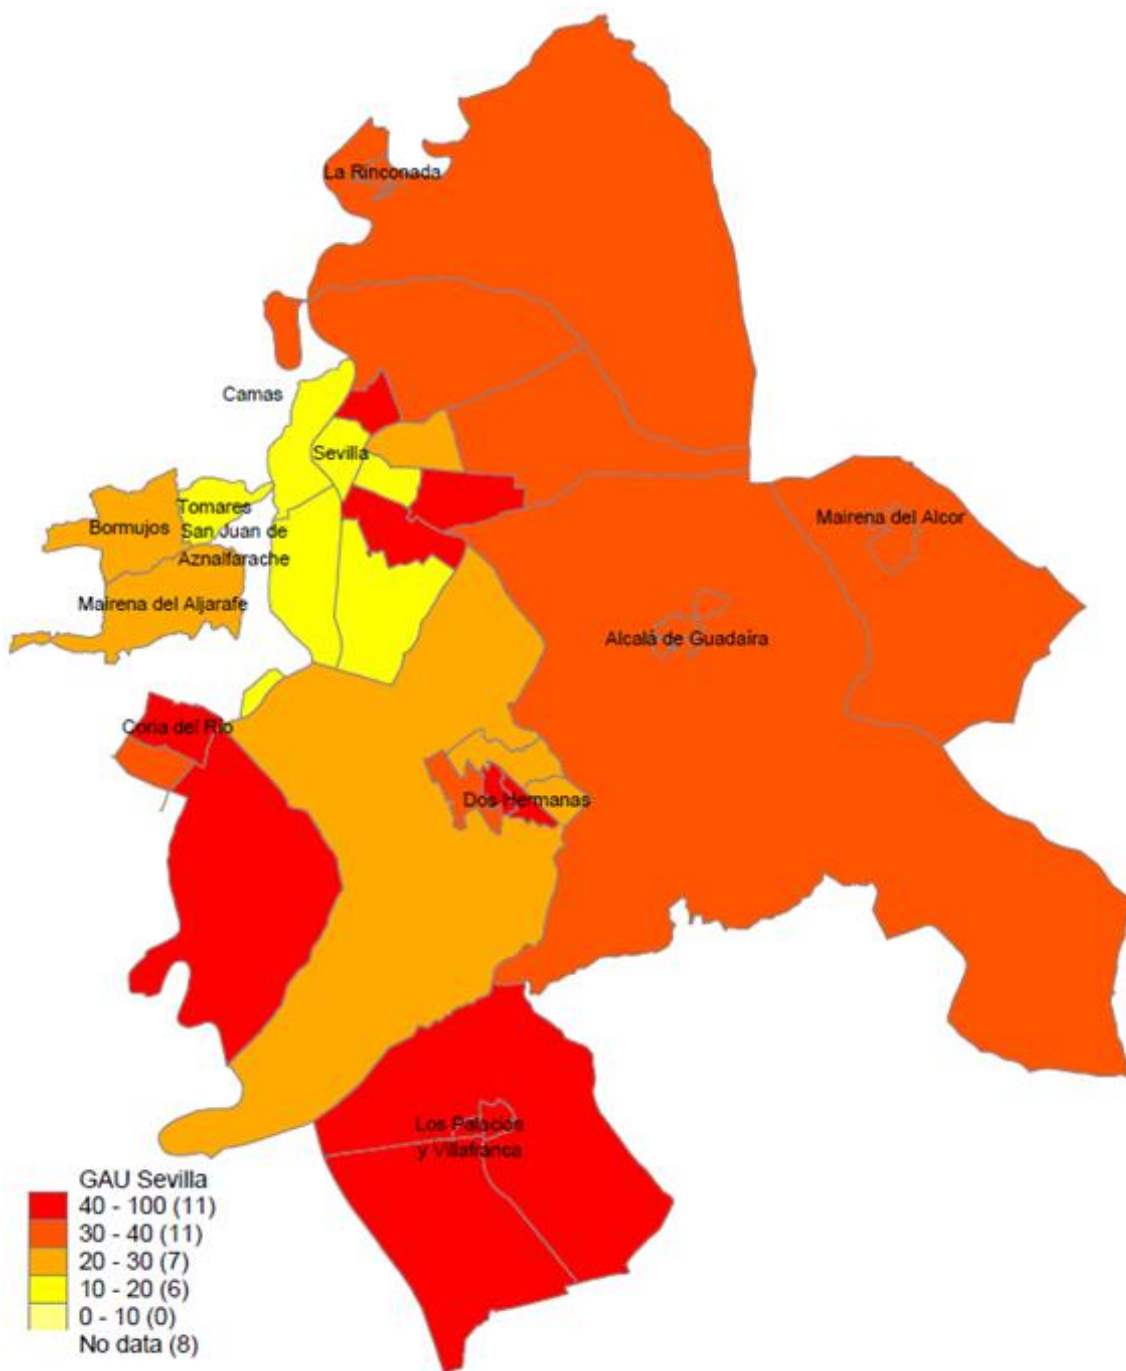 La Rinconada
Camas
Sevilla
Tomares
Bormujos
San Juan de
Aznalfarache
Mairena del Alcor
Mairena del Aljarafe
Alcalá de Guadaíra
Coria del Río
Dos Hermanas
Los Palacios
y Villafranca
GAU Sevilla
40 - 100 (11)
30 - 40 (11)
20 - 30 (7)
10 - 20 (6)
0 - 10 (0)
No data (8)